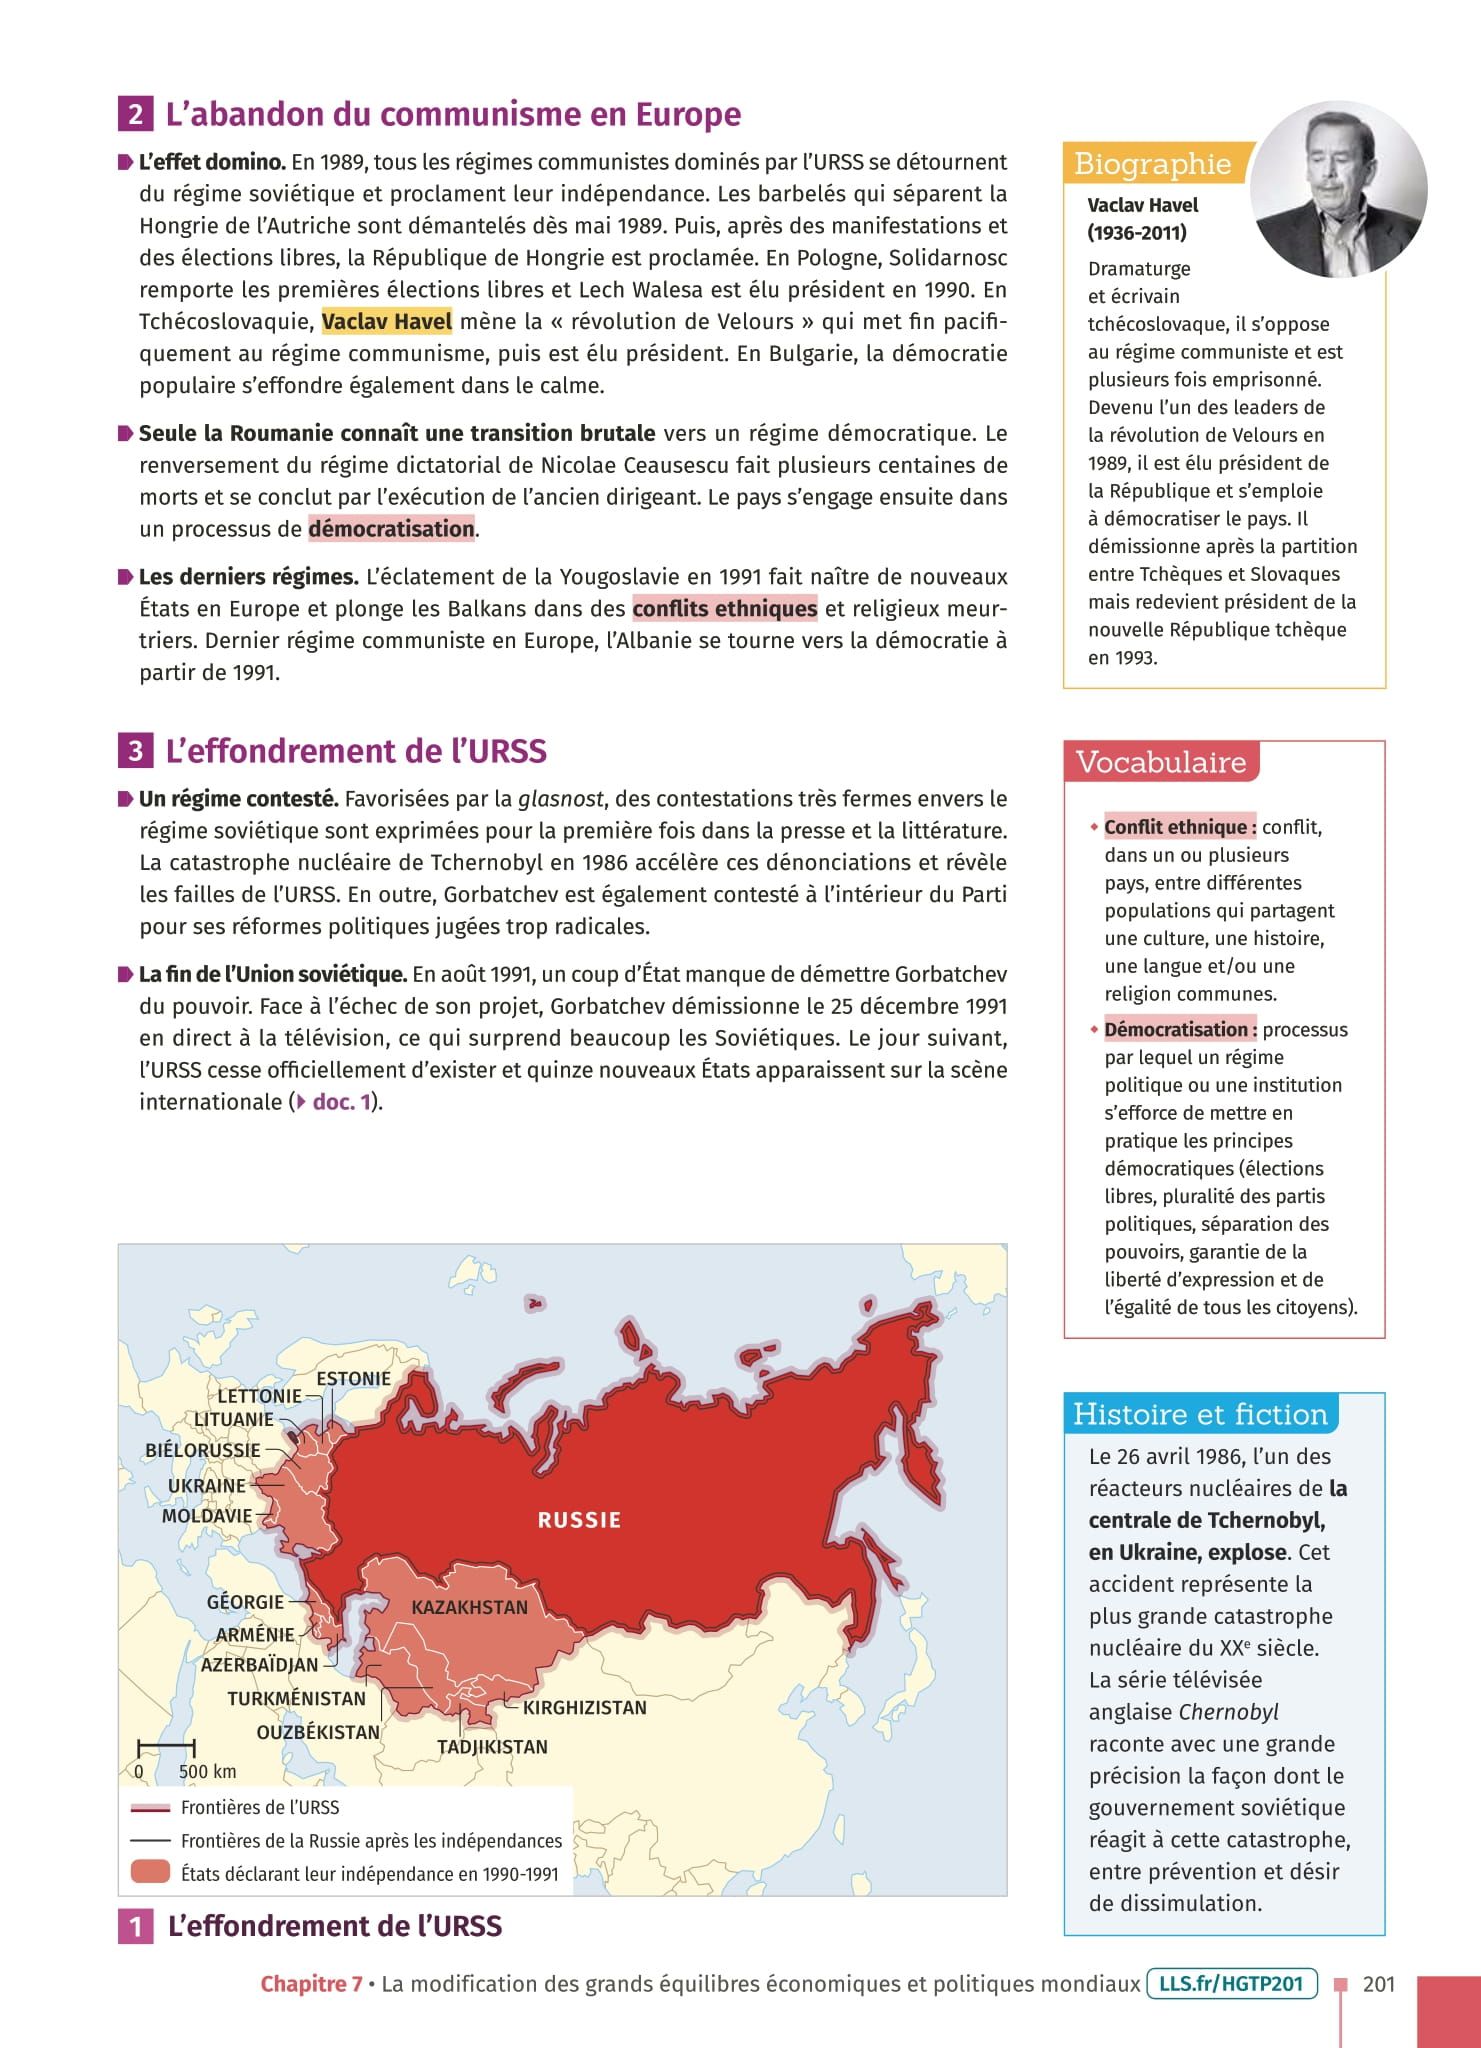 2 L’abandon du communisme en Europe
L’effet domino. En 1989, tous les régimes communistes dominés par l’URSS se détournent
du régime soviétique et proclament leur indépendance. Les barbelés qui séparent la
Hongrie de l’Autriche sont démantelés dès mai 1989. Puis, après des manifestations et
des élections libres, la République de Hongrie est proclamée. En Pologne, Solidarnosc
remporte les premières élections libres et Lech Walesa est élu président en 1990. En
Tchécoslovaquie, Vaclav Havel mène la « révolution de Velours » qui met fin pacifi-
quement au régime communisme, puis est élu président. En Bulgarie, la démocratie
populaire s’effondre également dans le calme.
Seule la Roumanie connaît une transition brutale vers un régime démocratique. Le
renversement du régime dictatorial de Nicolae Ceausescu fait plusieurs centaines de
morts et se conclut par l’exécution de l’ancien dirigeant. Le pays s’engage ensuite dans
un processus de démocratisation.
Les derniers régimes. L’éclatement de la Yougoslavie en 1991 fait naître de nouveaux
États en Europe et plonge les Balkans dans des conflits ethniques et religieux meur-
triers. Dernier régime communiste en Europe, l’Albanie se tourne vers la démocratie à
partir de 1991.
3 L’effondrement de l’URSS
Un régime contesté. Favorisées par la glasnost, des contestations très fermes envers le
régime soviétique sont exprimées pour la première fois dans la presse et la littérature.
La catastrophe nucléaire de Tchernobyl en 1986 accélère ces dénonciations et révèle
les failles de l’URSS. En outre, Gorbatchev est également contesté à l’intérieur du Parti
pour ses réformes politiques jugées trop radicales.
La fin de l’Union soviétique. En août 1991, un coup d’État manque de démettre Gorbatchev
du pouvoir. Face à l’échec de son projet, Gorbatchev démissionne le 25 décembre 1991
en direct à la télévision, ce qui surprend beaucoup les Soviétiques. Le jour suivant,
l’URSS cesse officiellement d’exister et quinze nouveaux États apparaissent sur la scène
internationale (doc. 1).
Biographie
Vaclav Havel
(1936-2011)
Dramaturge
et écrivain
tchécoslovaque, il s’oppose
au régime communiste et est
plusieurs fois emprisonné.
Devenu l’un des leaders de
la révolution de Velours en
1989, il est élu président de
la République et s’emploie
à démocratiser le pays. Il
démissionne après la partition
entre Tchèques et Slovaques
mais redevient président de la
nouvelle République tchèque
en 1993.
Vocabulaire
Conflit ethnique : conflit,
dans un ou plusieurs
pays, entre différentes
populations qui partagent
une culture, une histoire,
une langue et/ou une
religion communes.
Démocratisation : processus
par lequel un régime
politique ou une institution
s’efforce de mettre en
pratique les principes
démocratiques (élections
libres, pluralité des partis
politiques, séparation des
pouvoirs, garantie de la
liberté d’expression et de
l’égalité de tous les citoyens).
Histoire et fiction
Le 26 avril 1986, l’un des
réacteurs nucléaires de la
centrale de Tchernobyl,
en Ukraine, explose. Cet
accident représente la
plus grande catastrophe
nucléaire du XXe siècle.
La série télévisée
anglaise Chernobyl
raconte avec une grande
précision la façon dont le
gouvernement soviétique
réagit à cette catastrophe,
entre prévention et désir
de dissimulation.
ESTONIE
LETTONIE
LITUANIE
BIÉLORUSSIE
UKRAINE
MOLDAVIE
RUSSIE
GÉORGIE
KAZAKHSTAN
ARMÉNIE
AZERBAÏDJAN
TURKMÉNISTAN
KIRGHIZISTAN
OUZBÉKISTAN
TADJIKISTAN
0 500 km
Frontières de l’URSS
Frontières de la Russie après les indépendances
États déclarant leur indépendance en 1990-1991
1 L’effondrement de l’URSS
Chapitre 7 • La modification des grands équilibres économiques et politiques mondiaux LLS.fr/HGTP201 201